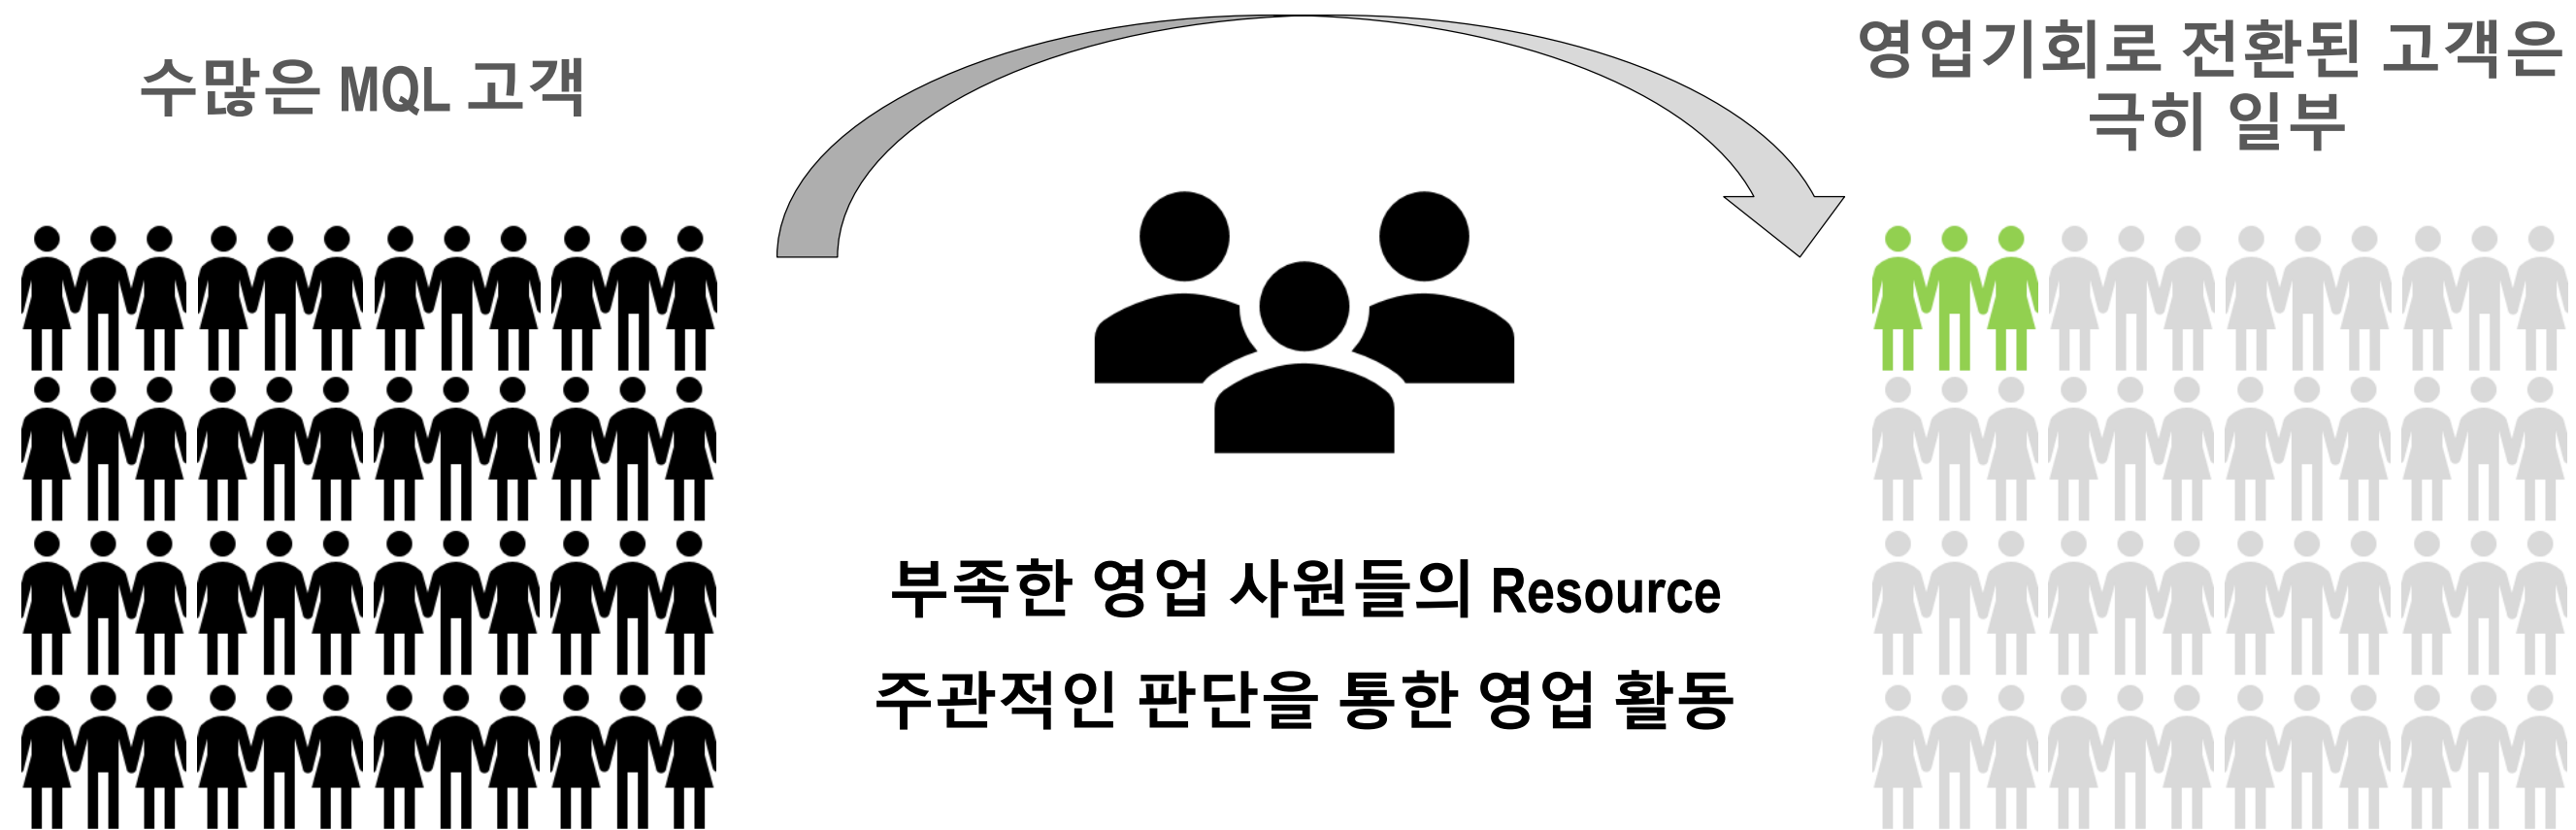 수많은 MQL 고객
영업기회로 전환된 고객은
극히 일부
부족한 영업 사원들의 Resource
주관적인 판단을 통한 영업 활동